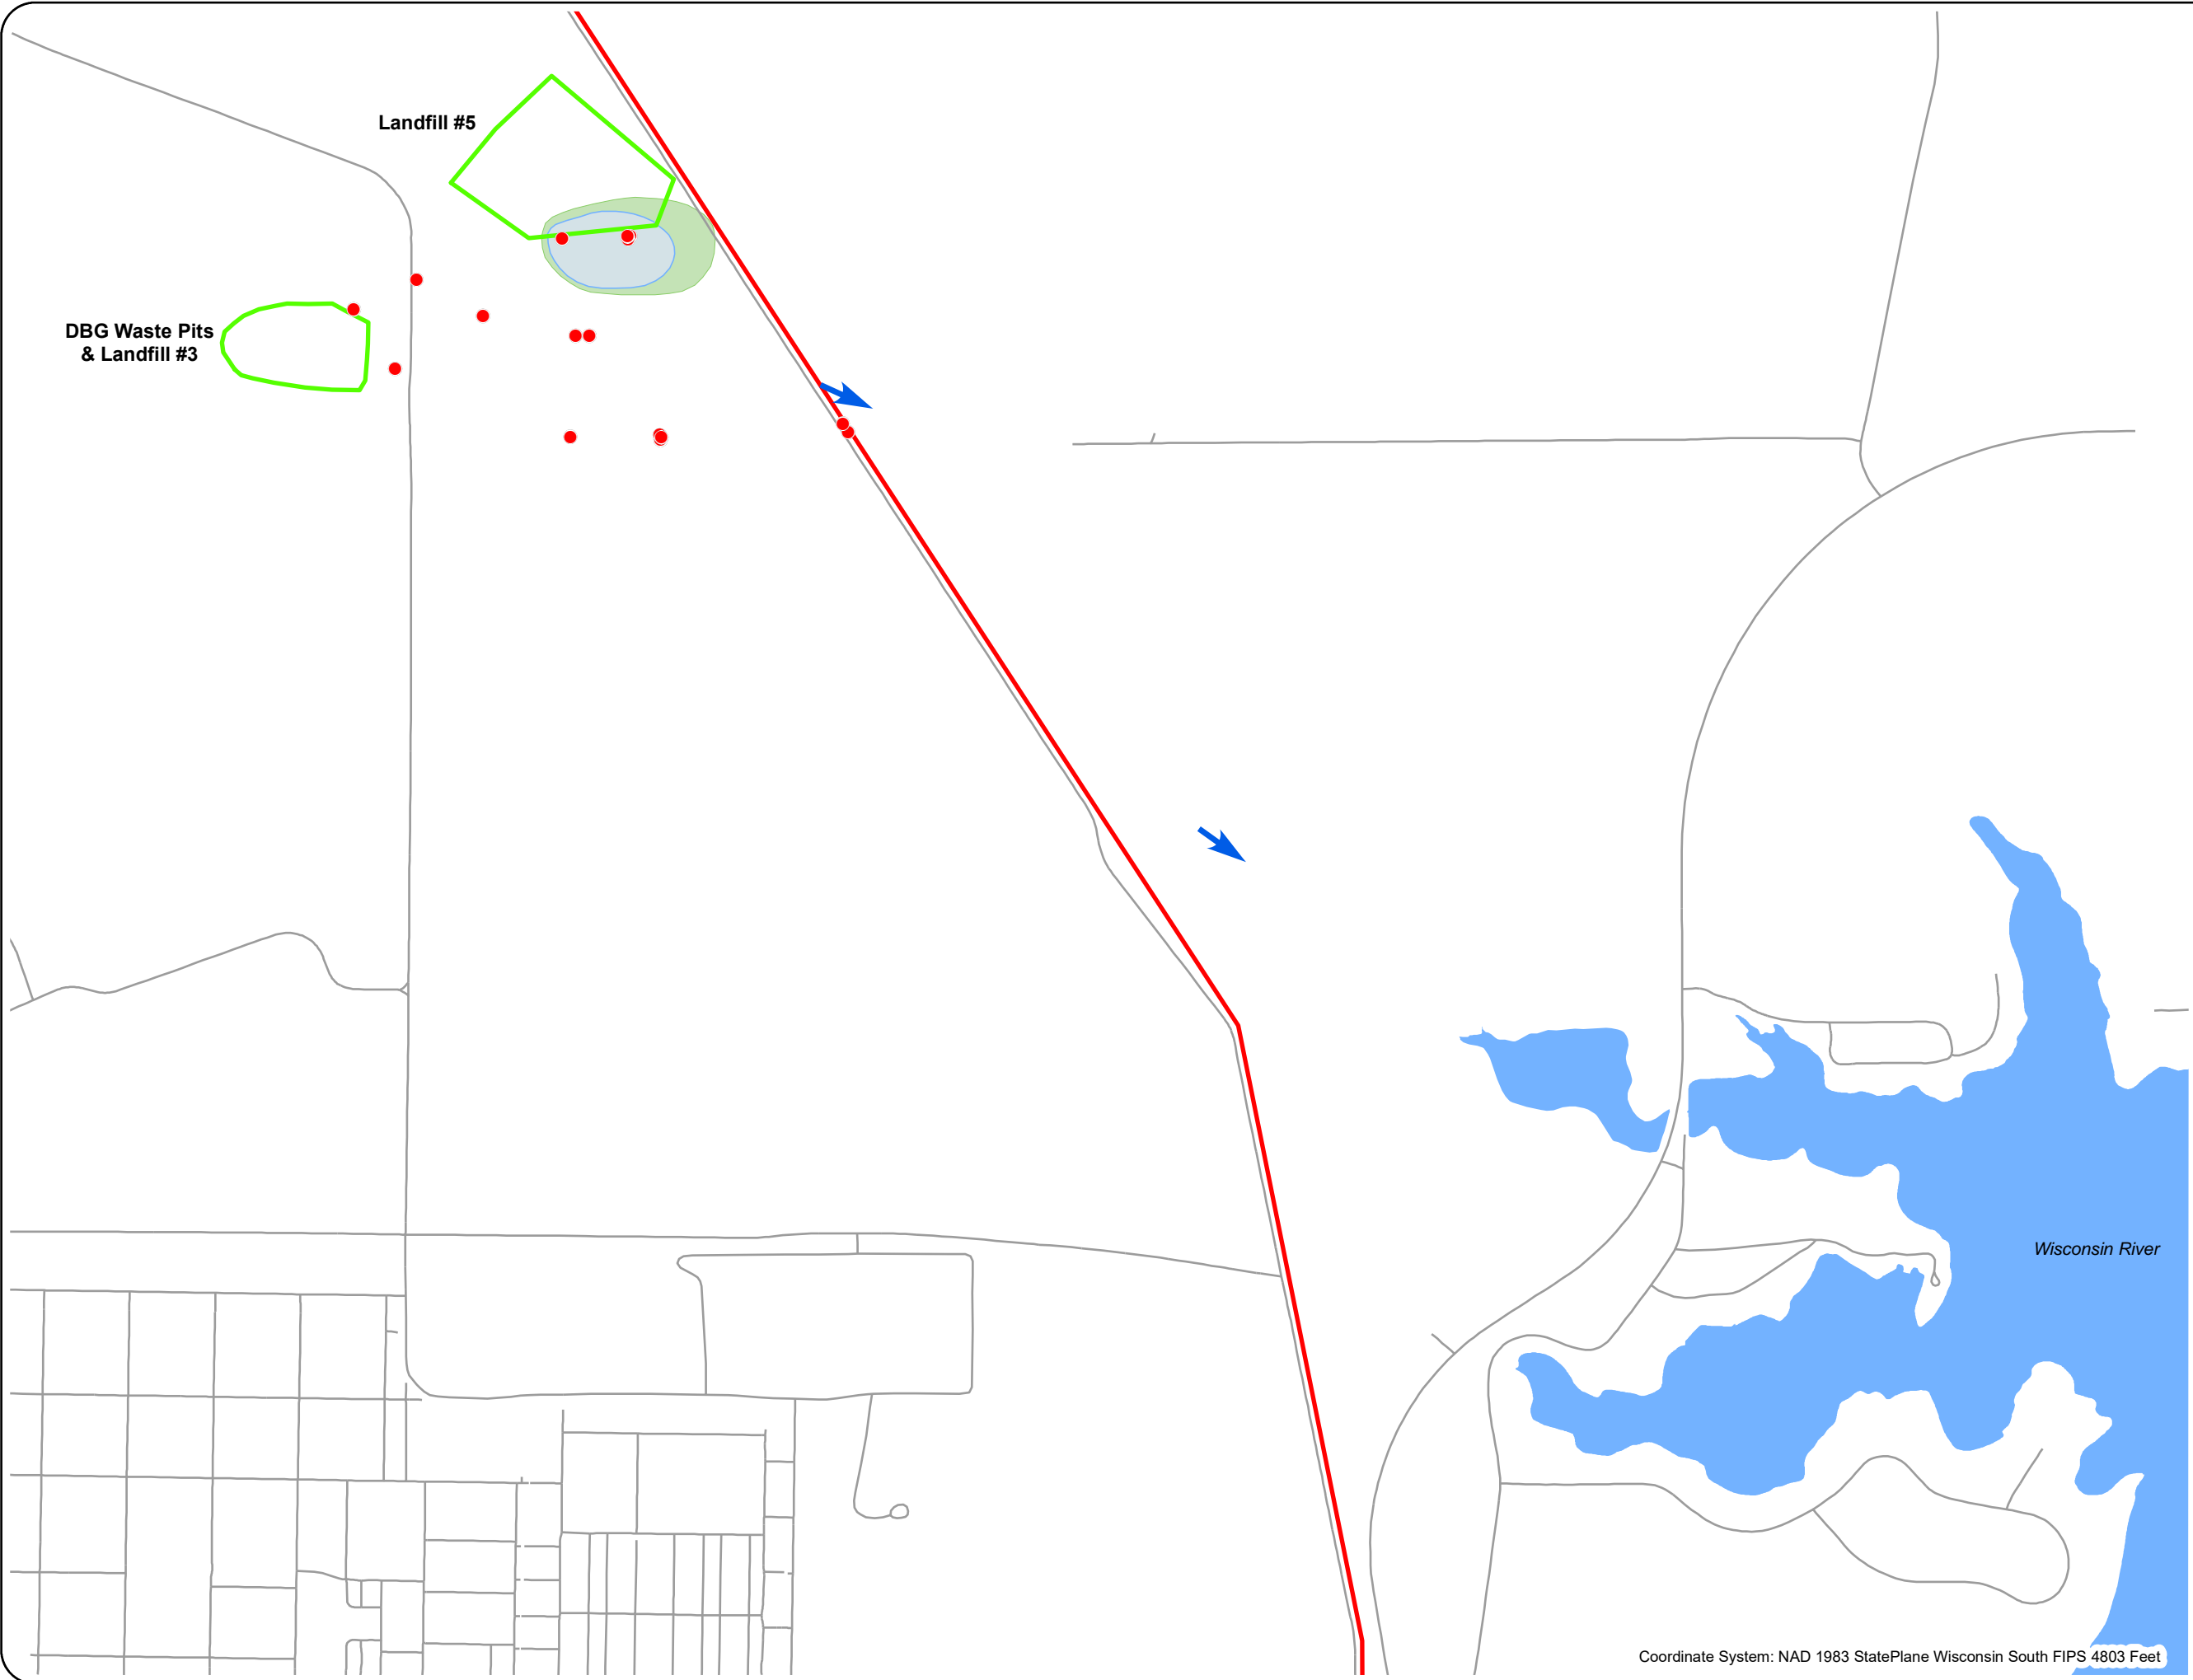 Landfill #5
DBG Waste Pits
& Landfill #3
Wisconsin River
Coordinate System: NAD 1983 StatePlane Wisconsin South FIPS 4803 Feet